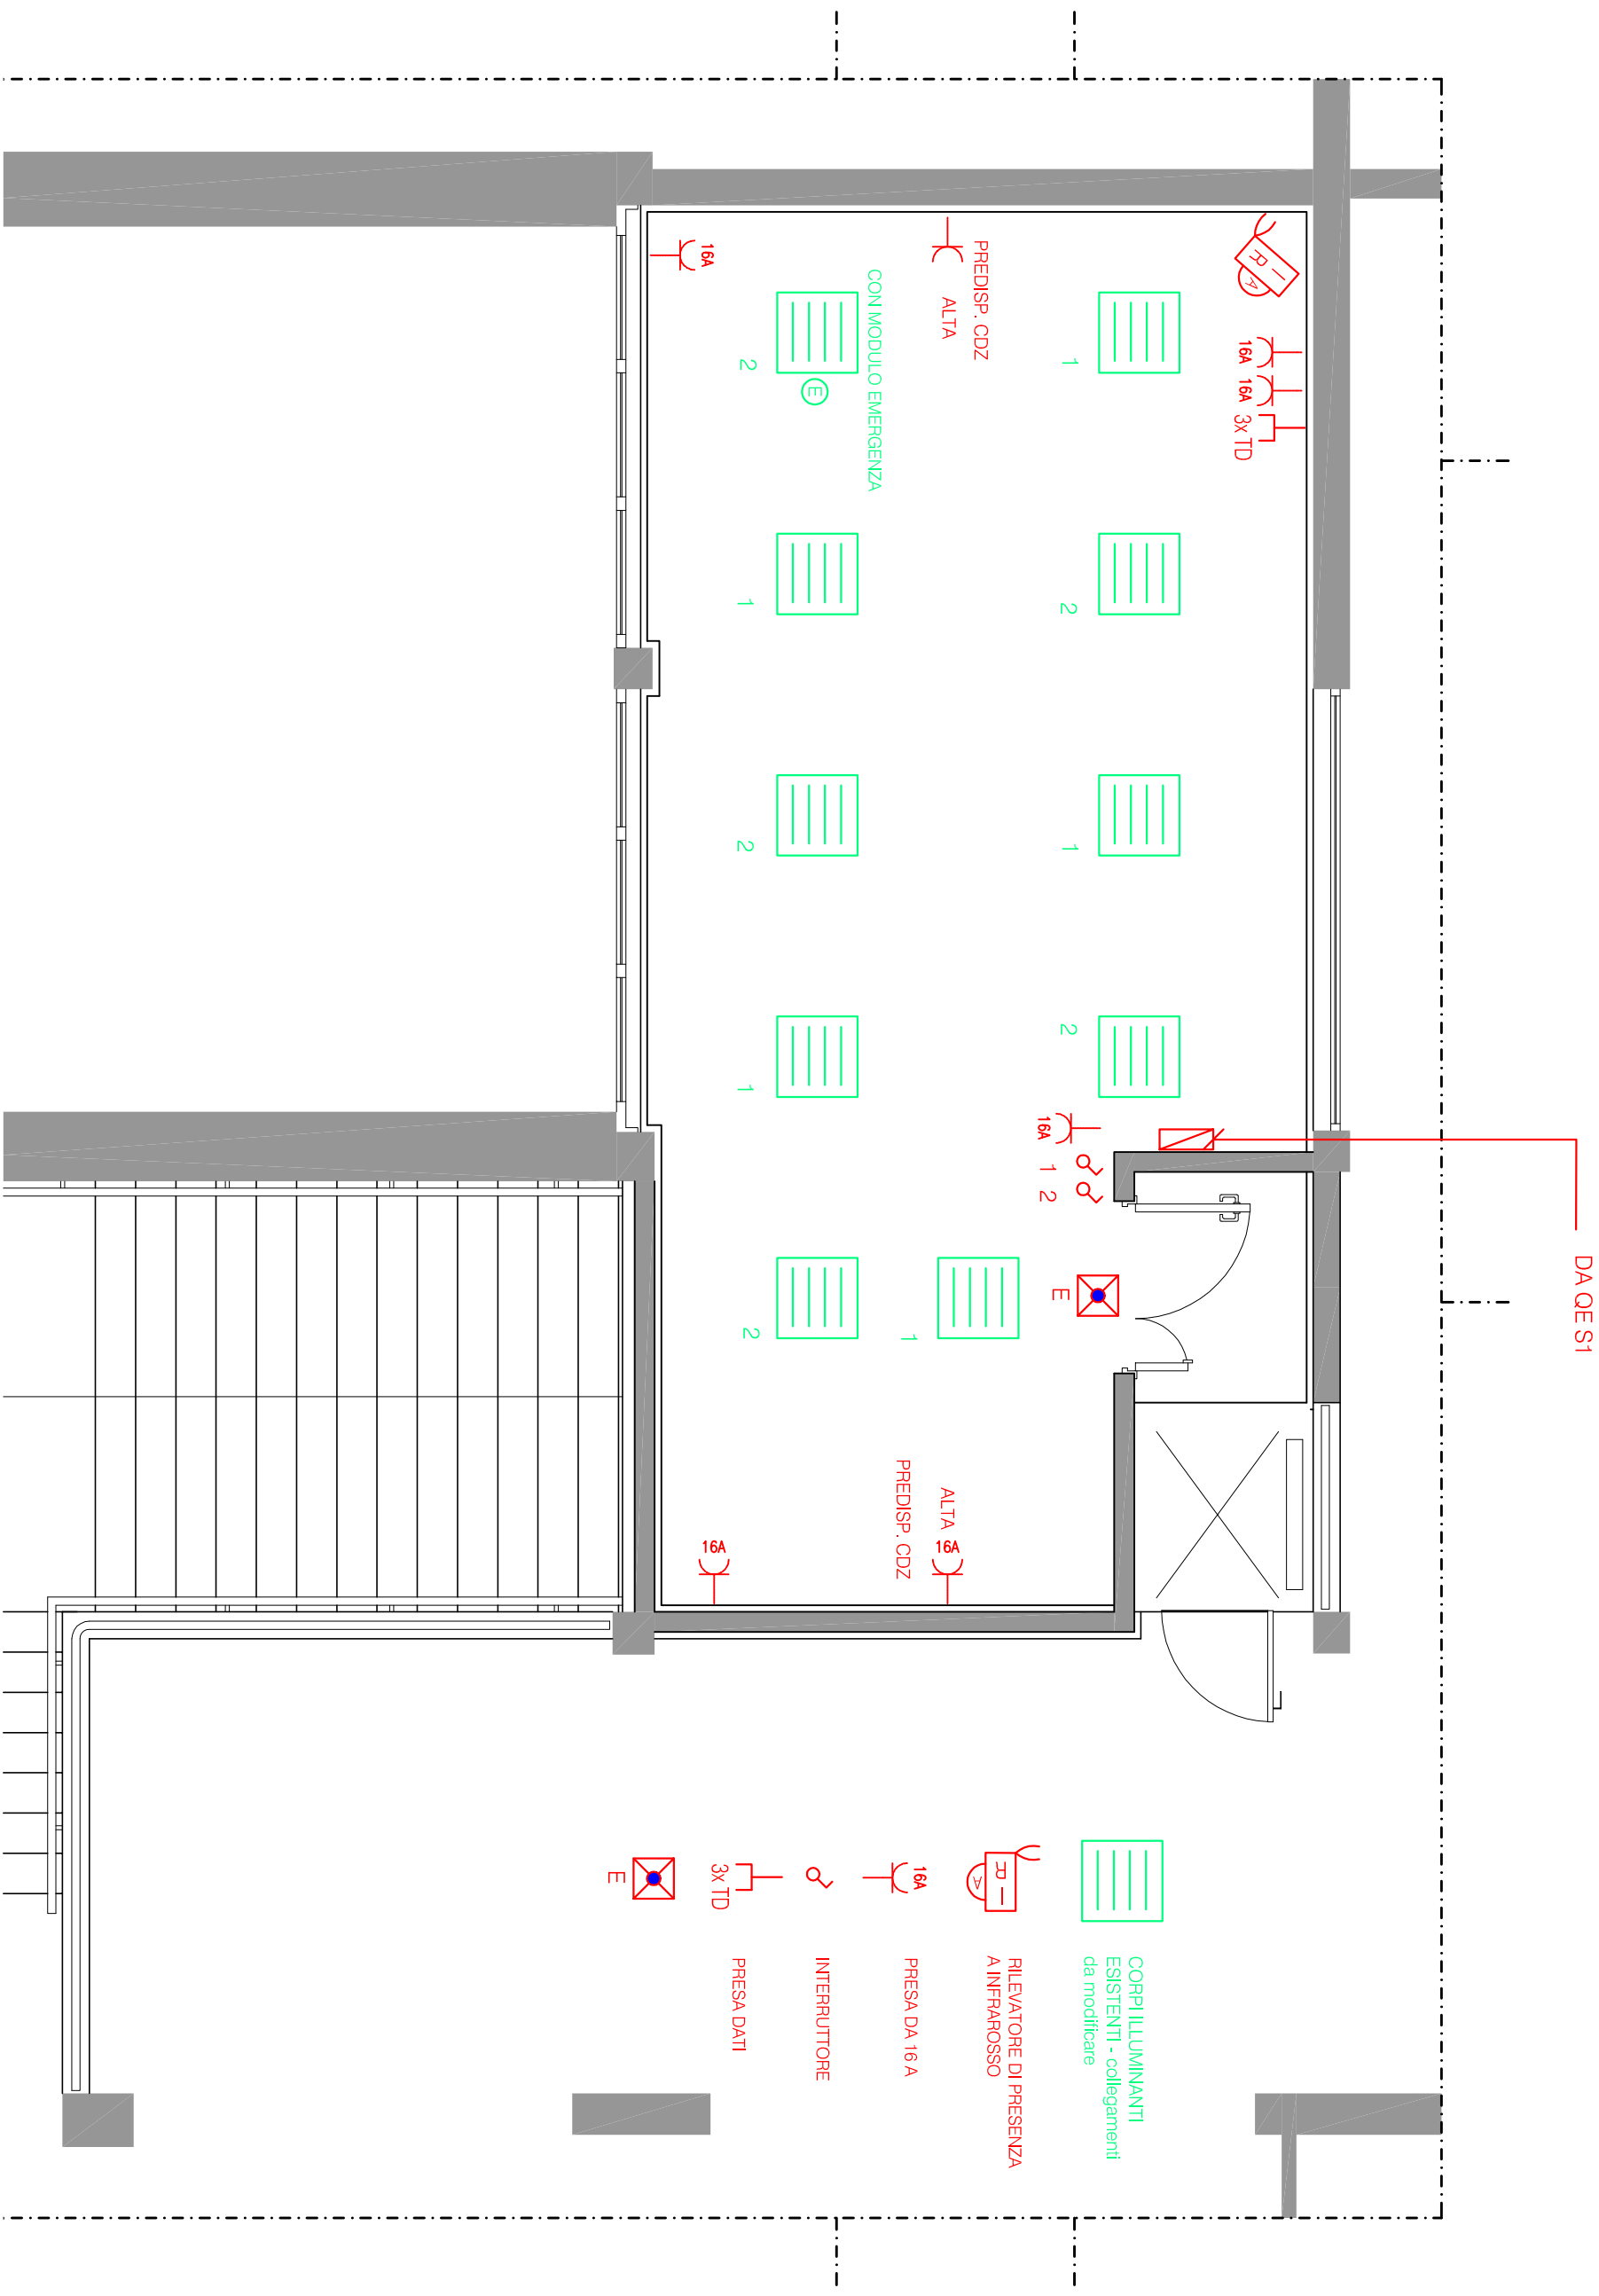 DA QE S1
I R
A
16A
16A
3x TD
1
2
1
2
16A
1
2
E
PREDISP. CDZ
ALTA
ALTA
16A
PREDISP. CDZ
1
CON MODULO EMERGENZA
E
2
1
2
1
2
16A
16A
CORPI ILLUMINANTI
ESISTENTI - collegamenti
da modificare
I R
A
RILEVATORE DI PRESENZA
A INFRAROSSO
16A
PRESA DA 16 A
INTERRUTTORE
3x TD
PRESA DATI
E